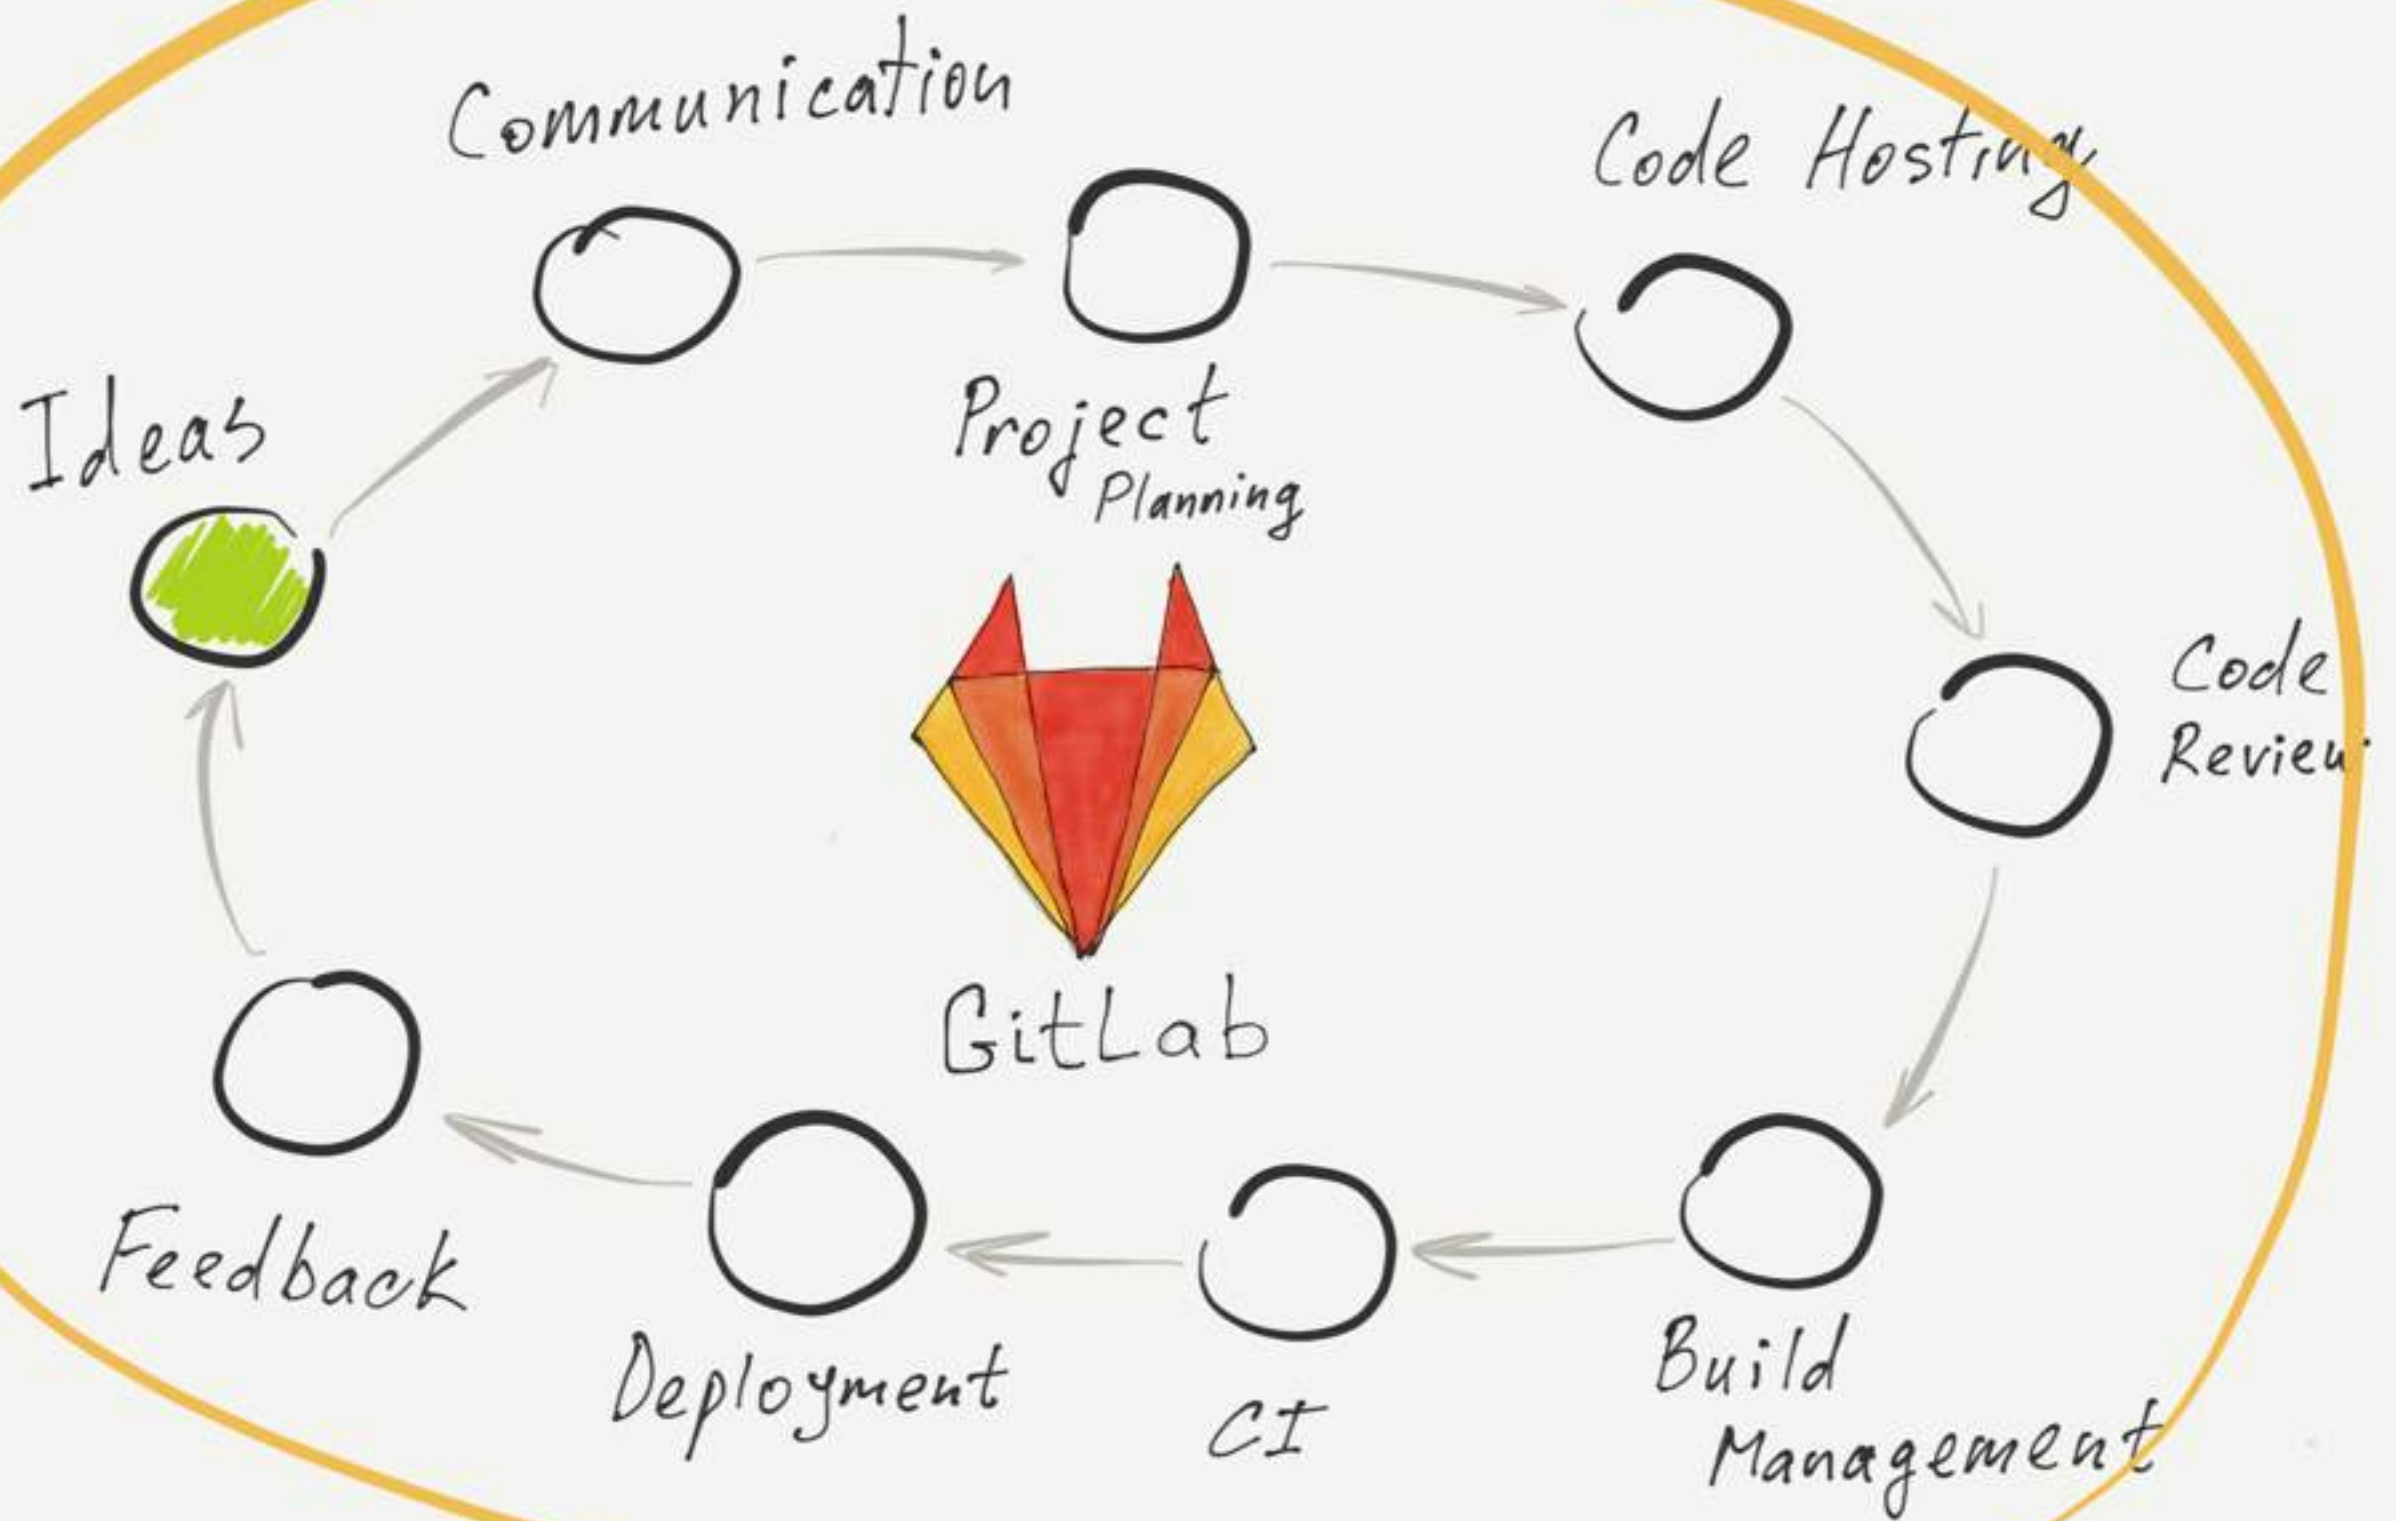 Communication
Code Hosting
Ideas
Project
Planning
Code
Review
GitLab
Feedback
Deployment
CI
Build
Management